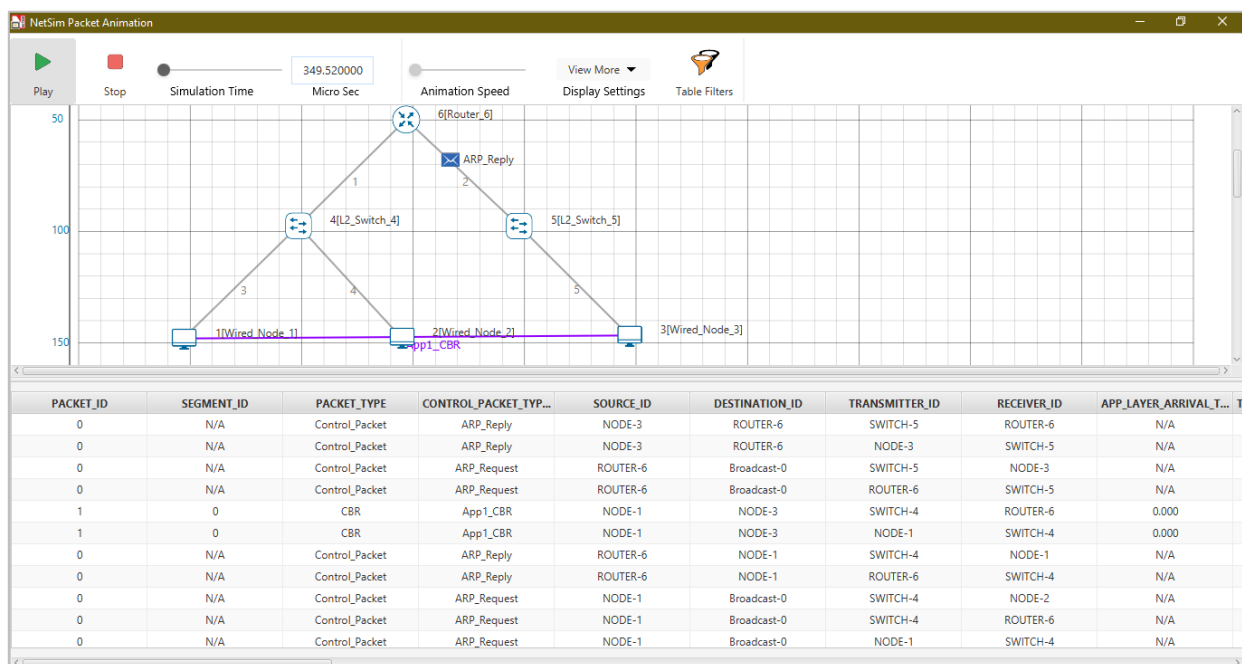 NetSim Packet Animation
349.520000
View More
Play Stop Simulation Time Micro Sec Animation Speed Display Settings Table Filters
50
6[Router_6]
ARP_Reply
1
2
4[L2_Switch_4]
5[L2_Switch_5]
100
3
4
5
1[Wired_Node_1]
2[Wired_Node_2]
3[Wired_Node_3]
150
App1_CBR
PACKET_ID SEGMENT_ID PACKET_TYPE CONTROL_PACKET_TYP... SOURCE_ID DESTINATION_ID TRANSMITTER_ID RECEIVER_ID APP_LAYER_ARRIVAL_T... T
0 N/A Control_Packet ARP_Reply NODE-3 ROUTER-6 SWITCH-5 ROUTER-6 N/A
0 N/A Control_Packet ARP_Reply NODE-3 ROUTER-6 NODE-3 SWITCH-5 N/A
0 N/A Control_Packet ARP_Request ROUTER-6 Broadcast-0 SWITCH-5 NODE-3 N/A
0 N/A Control_Packet ARP_Request ROUTER-6 Broadcast-0 ROUTER-6 SWITCH-5 N/A
1 0 CBR App1_CBR NODE-1 NODE-3 SWITCH-4 ROUTER-6 0.000
1 0 CBR App1_CBR NODE-1 NODE-3 NODE-1 SWITCH-4 0.000
0 N/A Control_Packet ARP_Reply ROUTER-6 NODE-1 SWITCH-4 NODE-1 N/A
0 N/A Control_Packet ARP_Reply ROUTER-6 NODE-1 ROUTER-6 SWITCH-4 N/A
0 N/A Control_Packet ARP_Request NODE-1 Broadcast-0 SWITCH-4 NODE-2 N/A
0 N/A Control_Packet ARP_Request NODE-1 Broadcast-0 SWITCH-4 ROUTER-6 N/A
0 N/A Control_Packet ARP_Request NODE-1 Broadcast-0 NODE-1 SWITCH-4 N/A